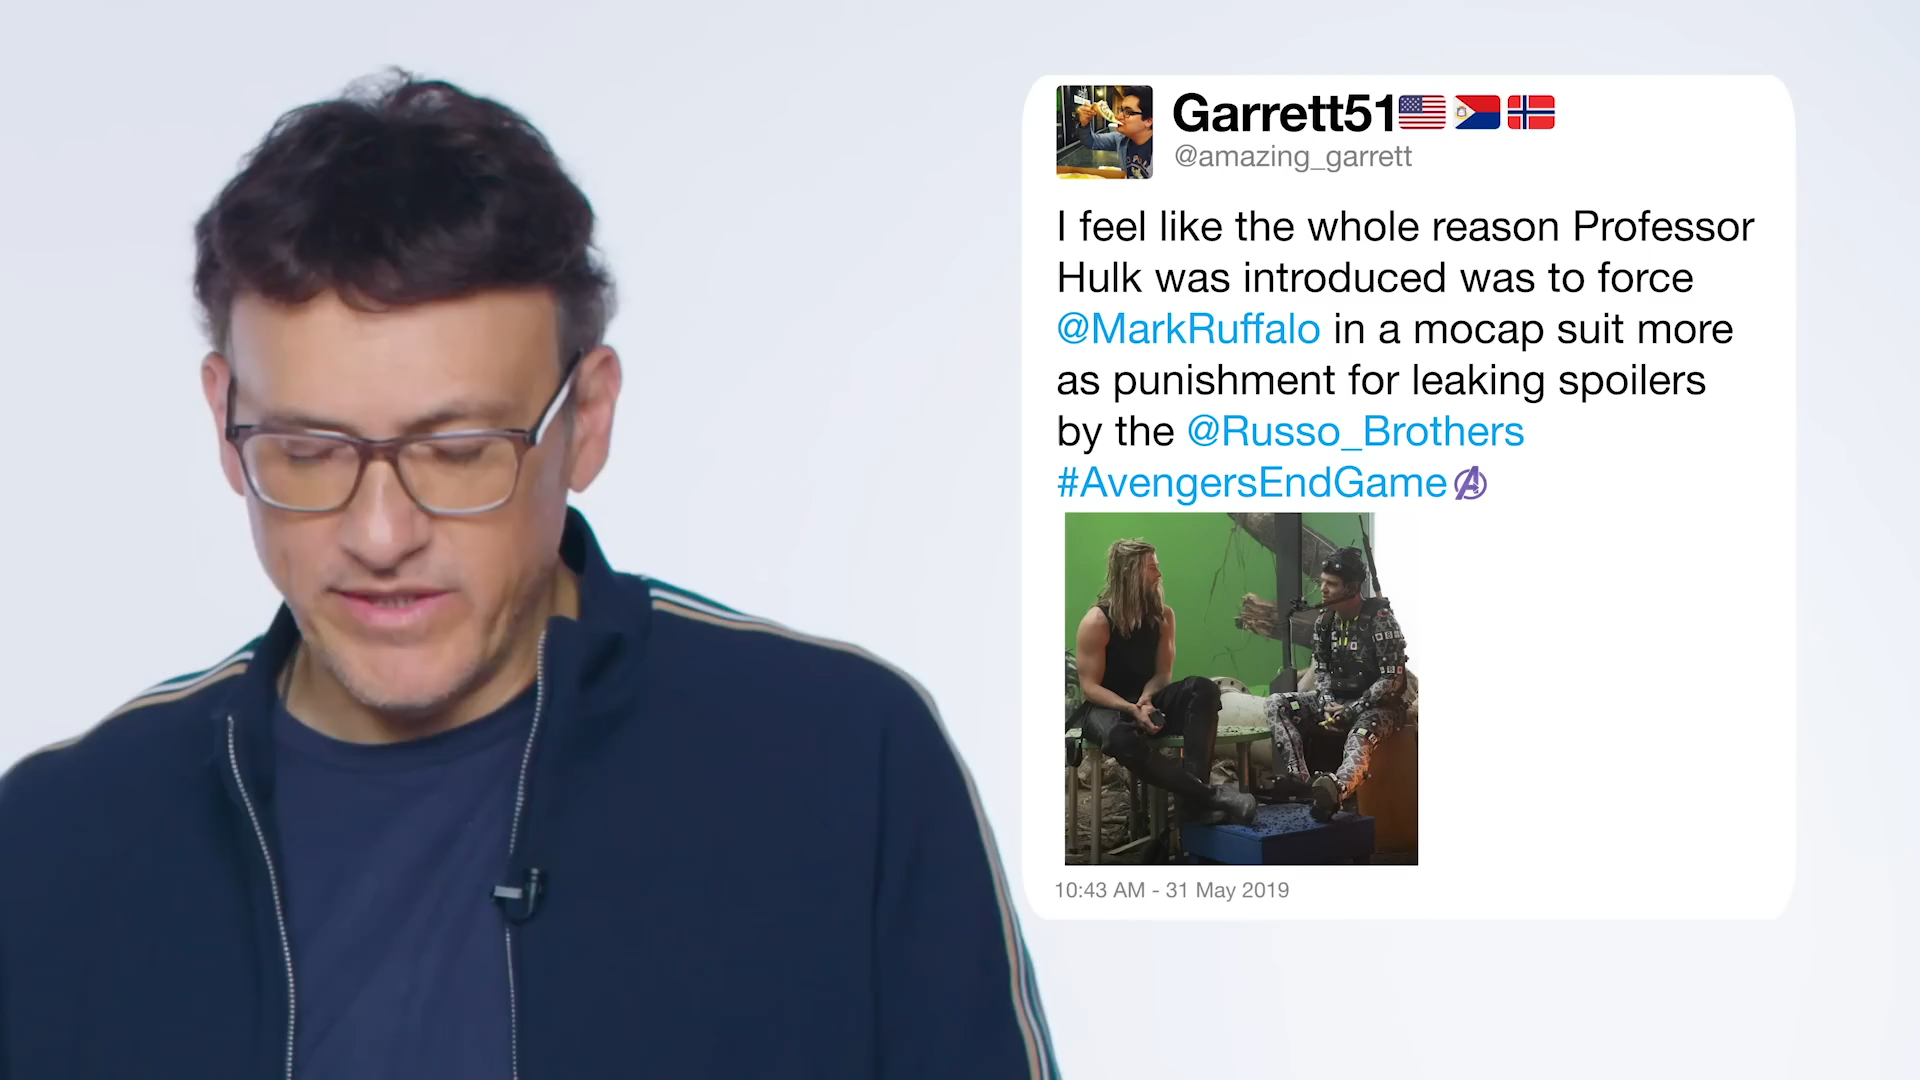 Garrett51
@amazing_garrett
I feel like the whole reason Professor
Hulk was introduced was to force
@MarkRuffalo in a mocap suit more
as punishment for leaking spoilers
by the @Russo_Brothers
#AvengersEndGame
10:43 AM - 31 May 2019